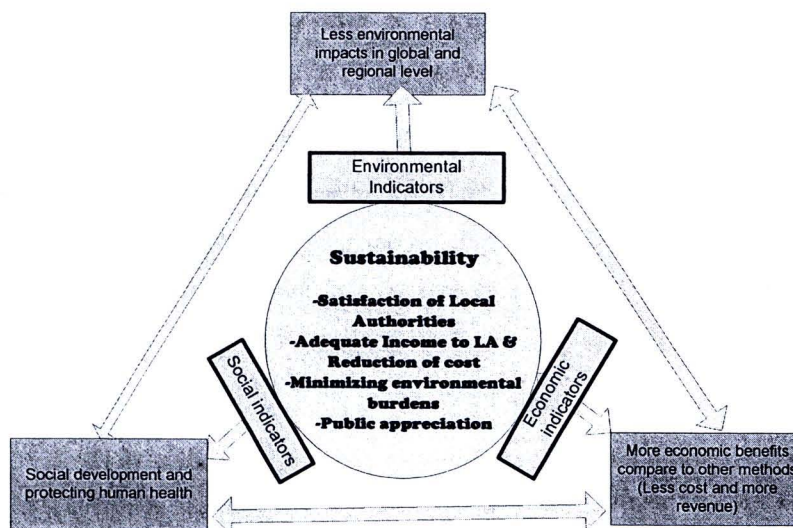 Less environmental
impacts in global and
regional level
Environmental
Indicators
Sustainability
-Satisfaction of Local
Authorities
-Adequate Income to LA &
Reduction of cost
-Minimizing environmental
burdens
-Public appreciation
Social indicators
Economic
indicators
Social development and
protecting human health
More economic benefits
compare to other methods
(Less cost and more
revenue)